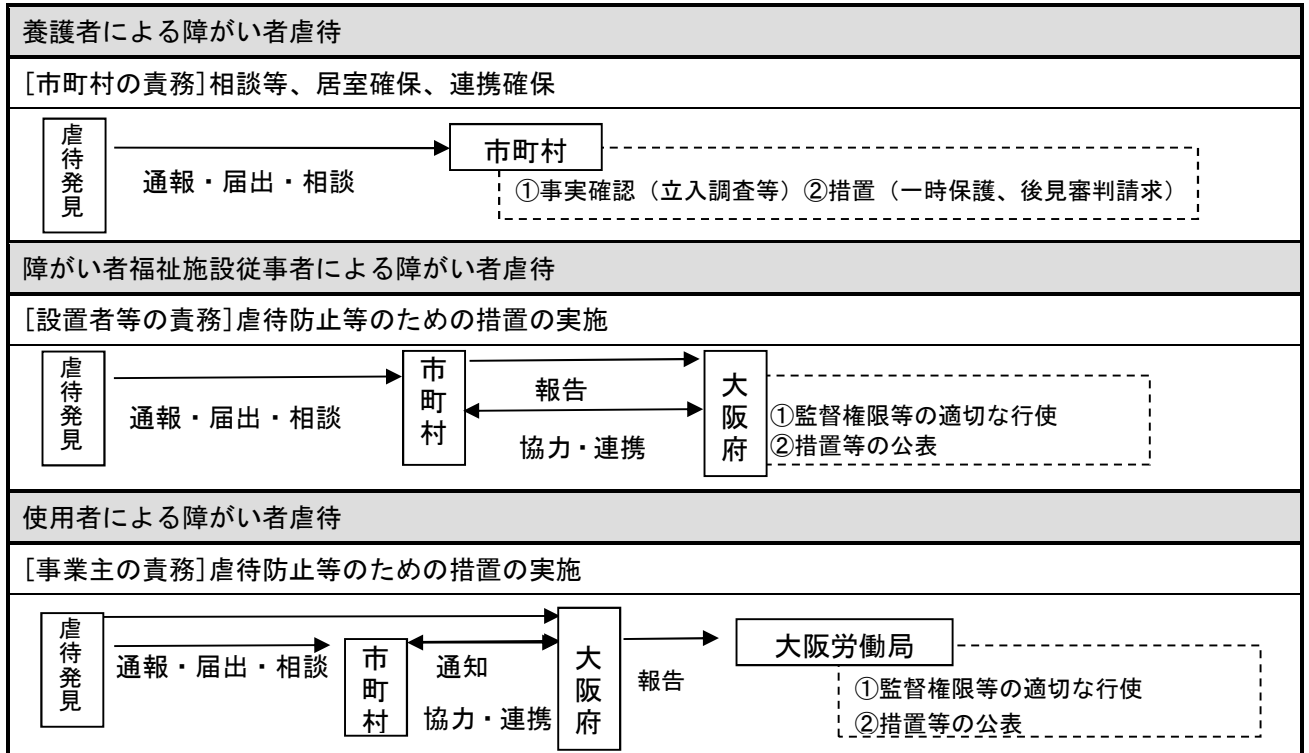 養護者による障がい者虐待
[市町村の責務]相談等、居室確保、連携確保
虐待発見
通報・届出・相談
市町村
①事実確認（立入調査等）②措置（一時保護、後見審判請求）
障がい者福祉施設従事者による障がい者虐待
[設置者等の責務]虐待防止等のための措置の実施
虐待発見
通報・届出・相談
市町村
報告
協力・連携
大阪府
①監督権限等の適切な行使
②措置等の公表
使用者による障がい者虐待
[事業主の責務]虐待防止等のための措置の実施
虐待発見
通報・届出・相談
市町村
通知
協力・連携
大阪府
報告
大阪労働局
①監督権限等の適切な行使
②措置等の公表